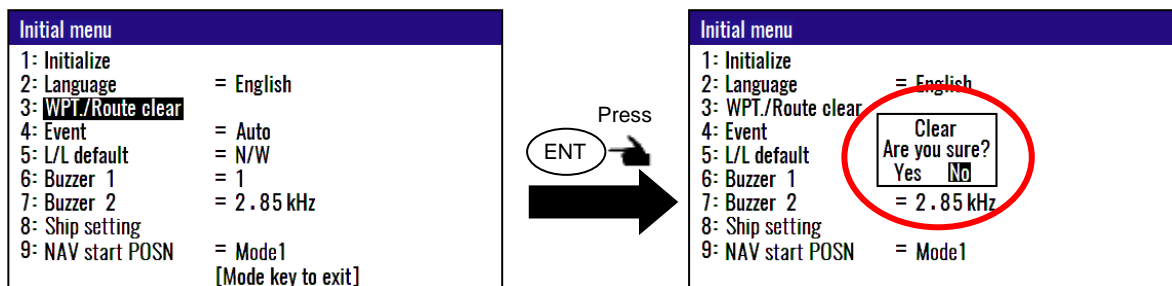 Initial menu
1: Initialize
2: Language = English
3: WPT./Route clear
4: Event = Auto
5: L/L default = N/W
6: Buzzer 1 = 1
7: Buzzer 2 = 2.85 kHz
8: Ship setting
9: NAV start POSN = Mode1
[Mode key to exit]
Press
ENT
Initial menu
1: Initialize
2: Language = English
3: WPT./Route clear
4: Event
5: L/L default
6: Buzzer 1
7: Buzzer 2 = 2.85 kHz
8: Ship setting
9: NAV start POSN = Mode1
Clear
Are you sure?
Yes No